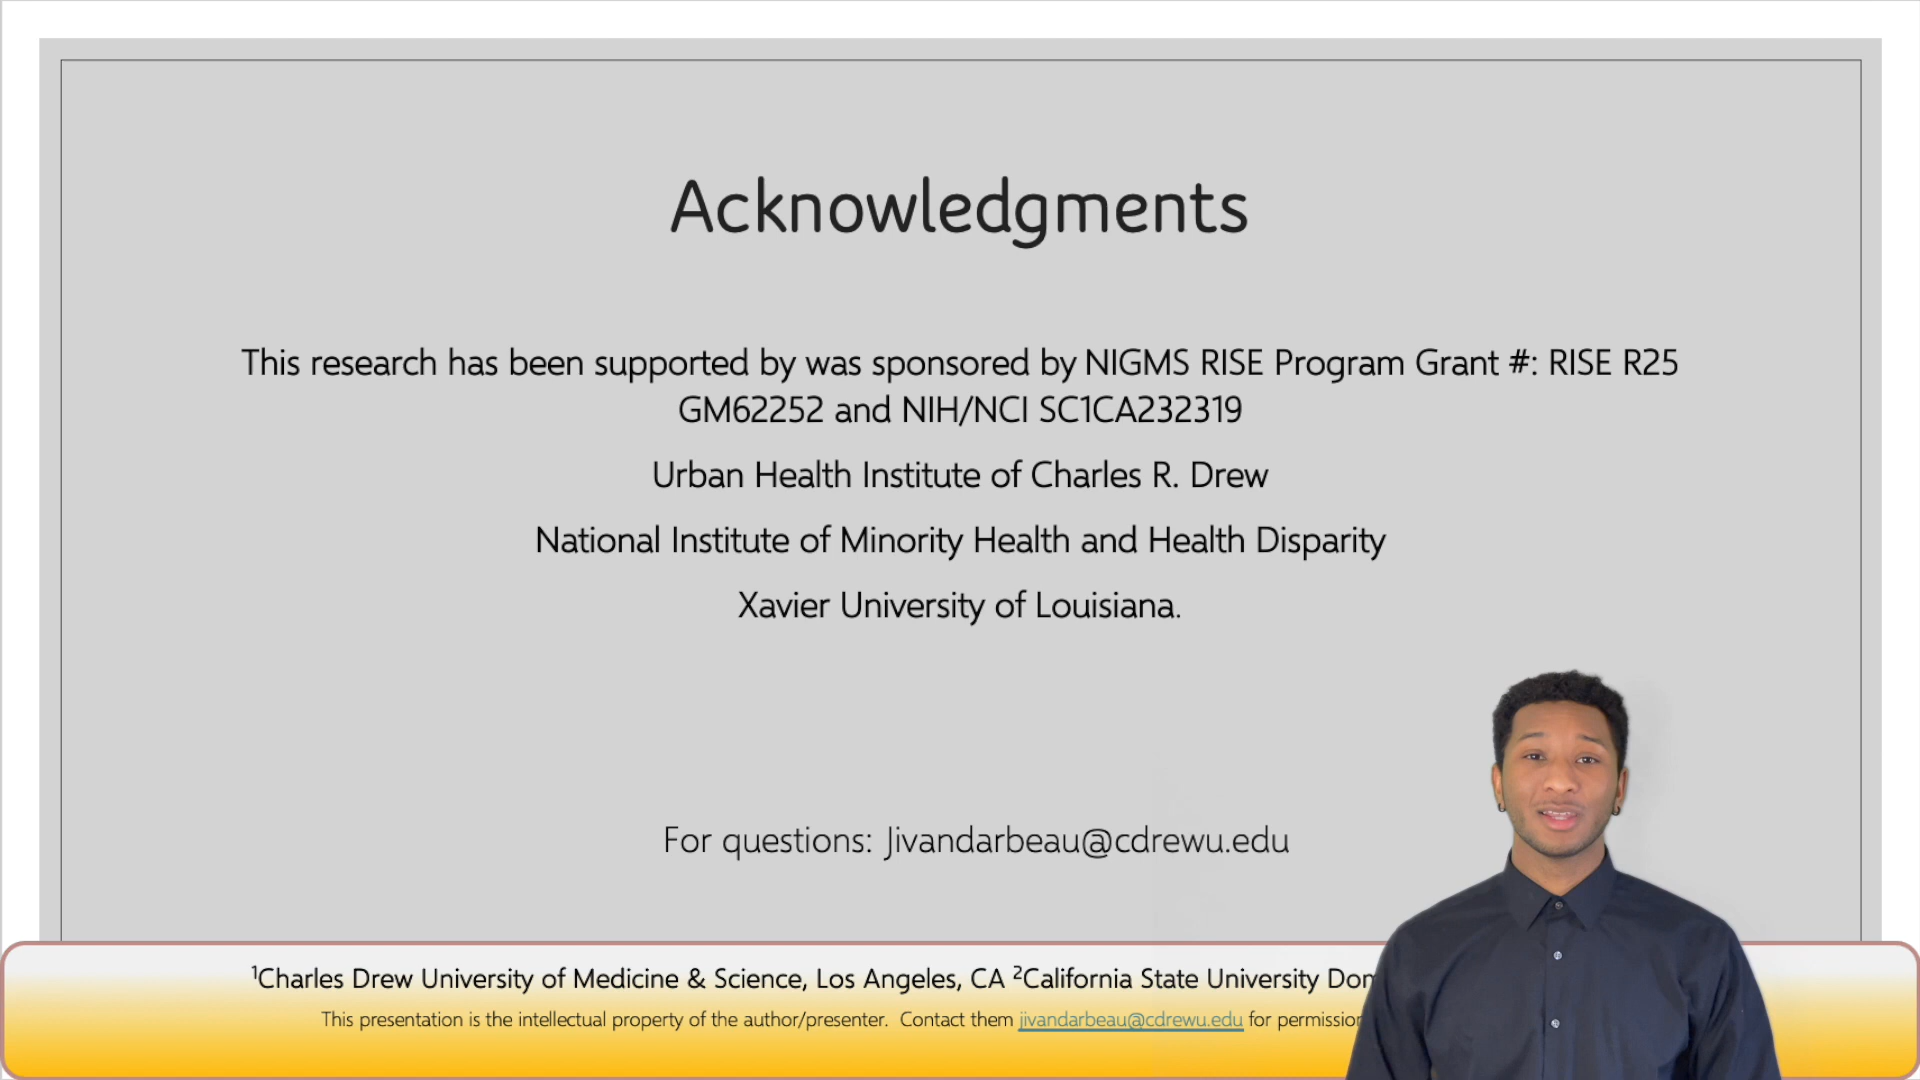 Acknowledgments
This research has been supported by was sponsored by NIGMS RISE Program Grant #: RISE R25
GM62252 and NIH/NCI SC1CA232319
Urban Health Institute of Charles R. Drew
National Institute of Minority Health and Health Disparity
Xavier University of Louisiana.
For questions: Jivandarbeau@cdrewu.edu
¹Charles Drew University of Medicine & Science, Los Angeles, CA ²California State University
This presentation is the intellectual property of the author/presenter. Contact them jivandarbeau@cdrewu.edu for